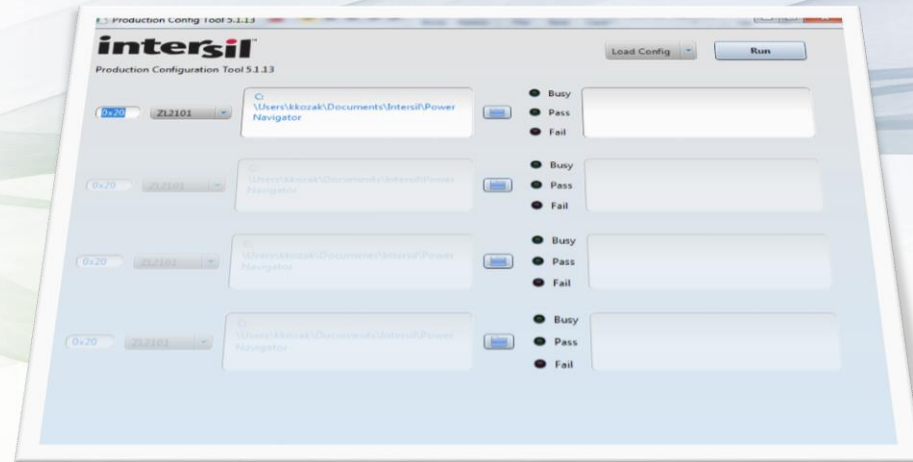 Production Config Tool 5.1.13
intersil™
Load Config
Run
Production Configuration Tool 5.1.13
0x20
ZL2101
C:
\Users\kkozak\Documents\Intersil\Power
Navigator
Busy
Pass
Fail
0x20
ZL2101
C:
\Users\kkozak\Documents\Intersil\Power
Navigator
Busy
Pass
Fail
0x20
ZL2101
C:
\Users\kkozak\Documents\Intersil\Power
Navigator
Busy
Pass
Fail
0x20
ZL2101
C:
\Users\kkozak\Documents\Intersil\Power
Navigator
Busy
Pass
Fail